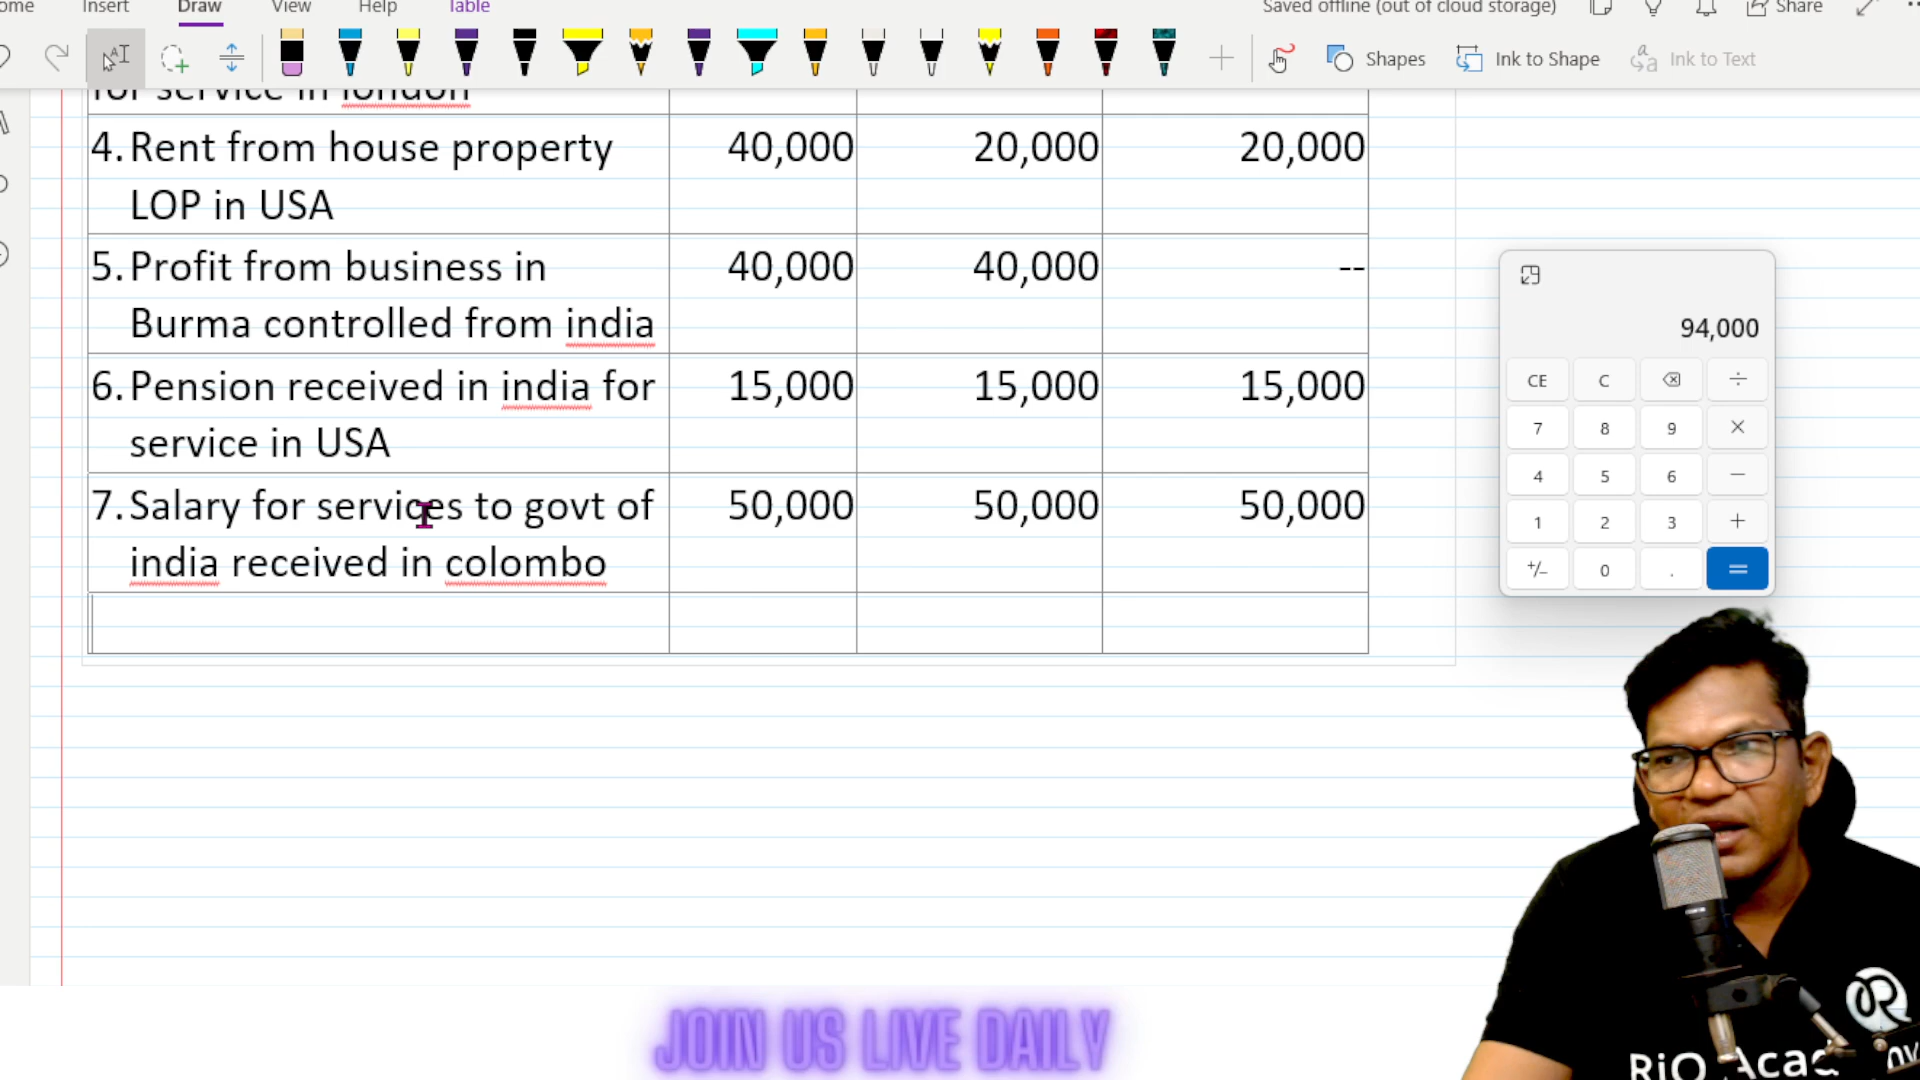 Insert Draw View Help Table
Saved offline (out of cloud storage) Share
Shapes Ink to Shape Ink to Text
for service in london
4. Rent from house property 40,000 20,000 20,000
LOP in USA
5. Profit from business in 40,000 40,000 --
Burma controlled from india
6. Pension received in india for 15,000 15,000 15,000
service in USA
7. Salary for services to govt of 50,000 50,000 50,000
india received in colombo
94,000
CE C ÷
7 8 9 ×
4 5 6 −
1 2 3 +
+/− 0 . =
JOIN US LIVE DAILY